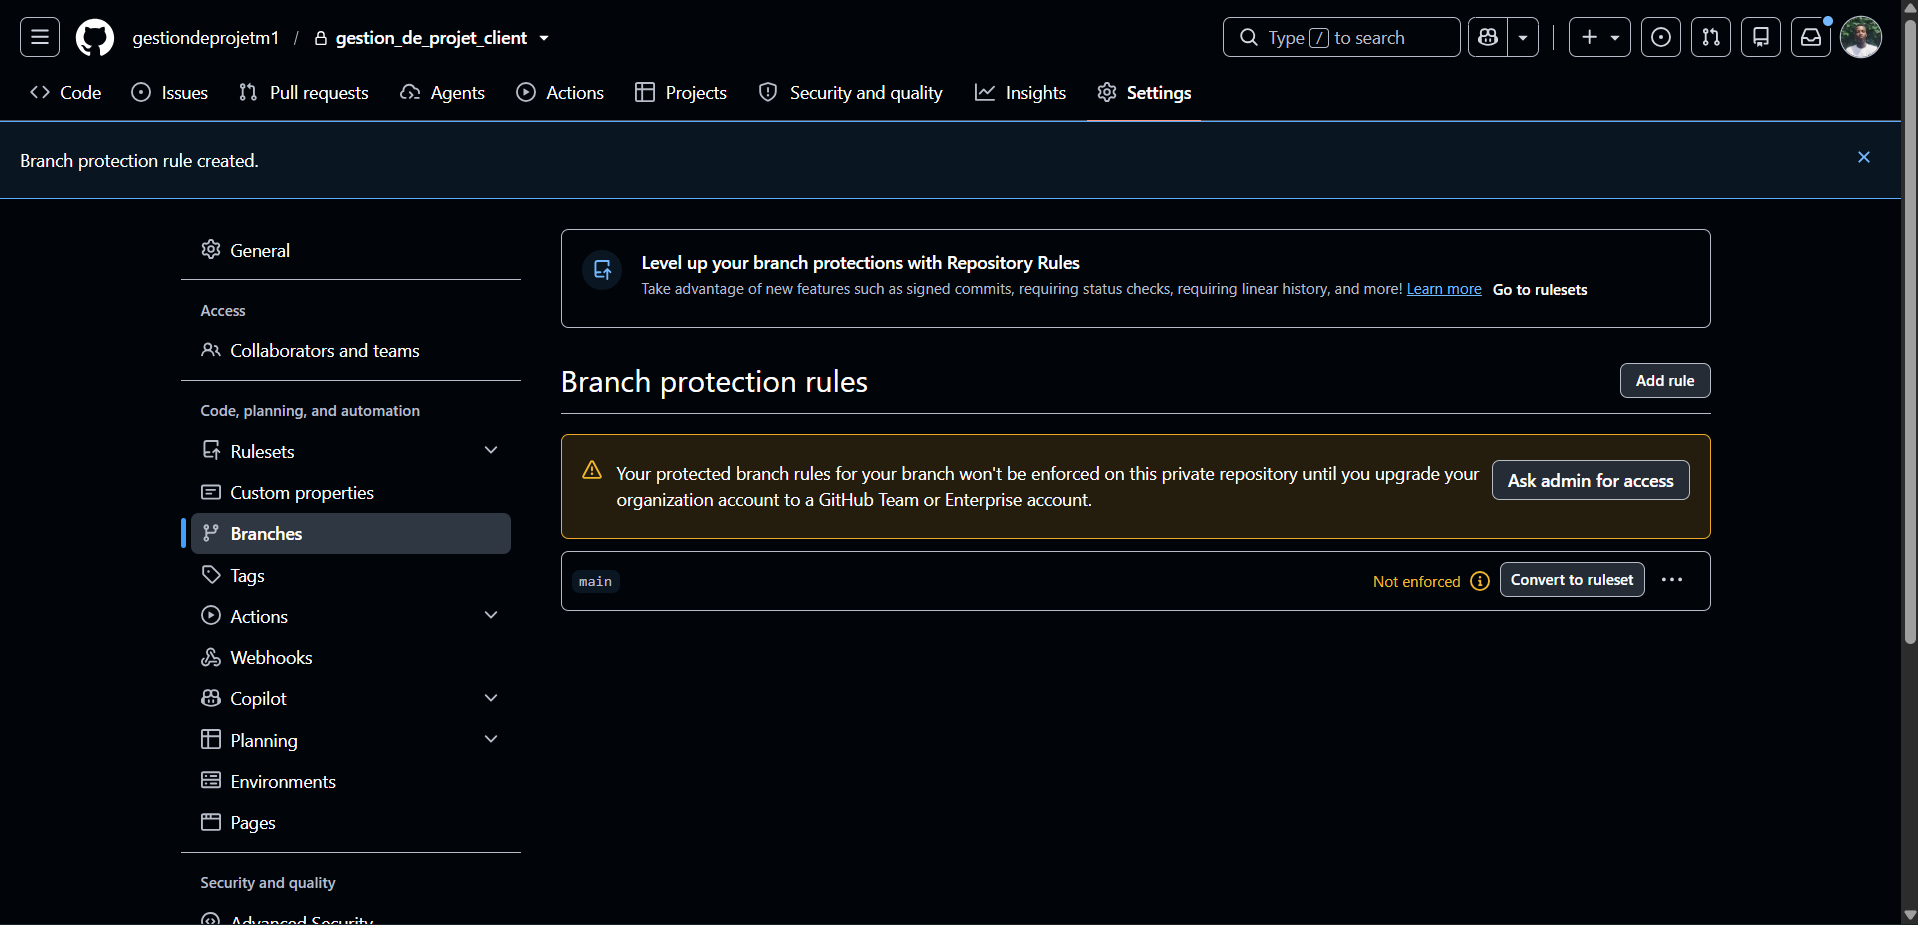 gestiondeprojetm1 / gestion_de_projet_client
Type / to search
Code
Issues
Pull requests
Agents
Actions
Projects
Security and quality
Insights
Settings
Branch protection rule created.
General
Access
Collaborators and teams
Code, planning, and automation
Rulesets
Custom properties
Branches
Tags
Actions
Webhooks
Copilot
Planning
Environments
Pages
Security and quality
Advanced Security
Level up your branch protections with Repository Rules
Take advantage of new features such as signed commits, requiring status checks, requiring linear history, and more! Learn more Go to rulesets
Branch protection rules
Add rule
Your protected branch rules for your branch won't be enforced on this private repository until you upgrade your
organization account to a GitHub Team or Enterprise account.
Ask admin for access
main
Not enforced
Convert to ruleset